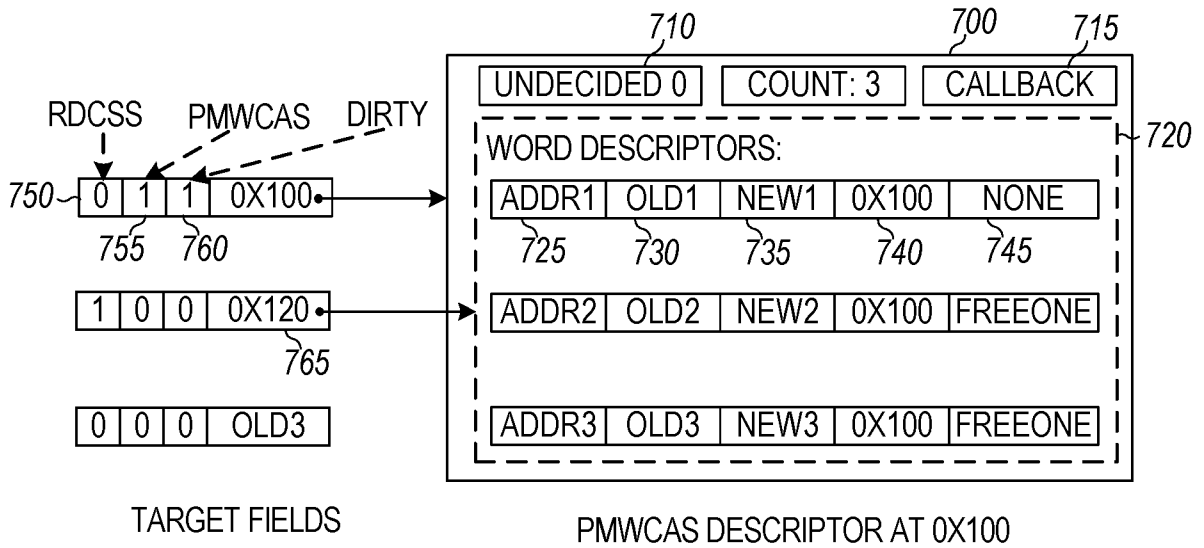 710
700
715
UNDECIDED 0
COUNT: 3
CALLBACK
RDCSS
PMWCAS
DIRTY
720
WORD DESCRIPTORS:
750
0 1 1 0X100
ADDR1 OLD1 NEW1 0X100 NONE
755
760
725
730
735
740
745
1 0 0 0X120
ADDR2 OLD2 NEW2 0X100 FREEONE
765
0 0 0 OLD3
ADDR3 OLD3 NEW3 0X100 FREEONE
TARGET FIELDS
PMWCAS DESCRIPTOR AT 0X100